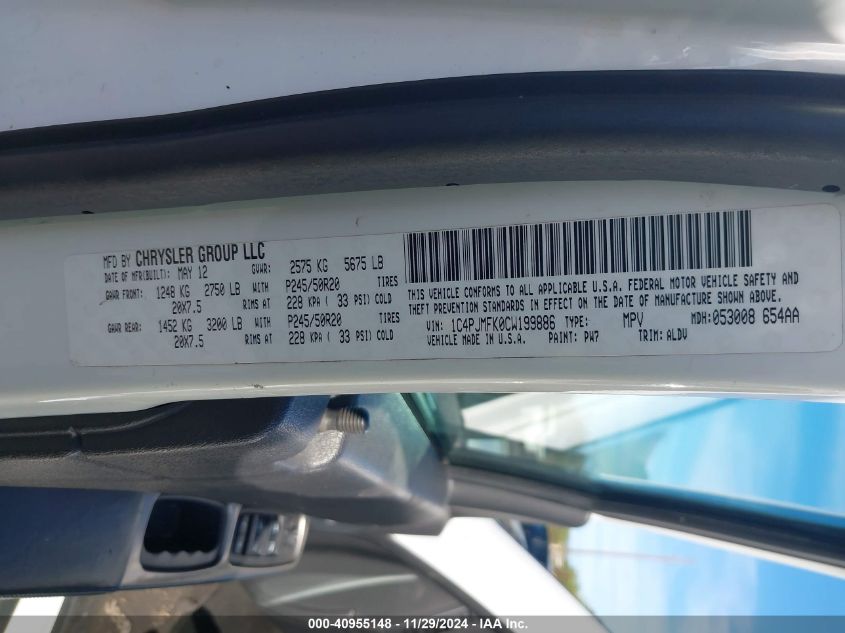 MFD BY CHRYSLER GROUP LLC
DATE OF MFR(BUILT): MAY 12 GVWR: 2575 KG 5675 LB
GAWR FRONT: 1248 KG 2750 LB WITH P245/50R20 TIRES
20X7.5 RIMS AT 228 KPA ( 33 PSI) COLD
GAWR REAR: 1452 KG 3200 LB WITH P245/50R20 TIRES
20X7.5 RIMS AT 228 KPA ( 33 PSI) COLD
THIS VEHICLE CONFORMS TO ALL APPLICABLE U.S.A. FEDERAL MOTOR VEHICLE SAFETY AND
THEFT PREVENTION STANDARDS IN EFFECT ON THE DATE OF MANUFACTURE SHOWN ABOVE.
VIN: 1C4PJMFK0CW199886 TYPE: MPV MDH: 053008 654AA
VEHICLE MADE IN U.S.A. PAINT: PW7 TRIM: ALDV
000-40955148 - 11/29/2024 - IAA Inc.